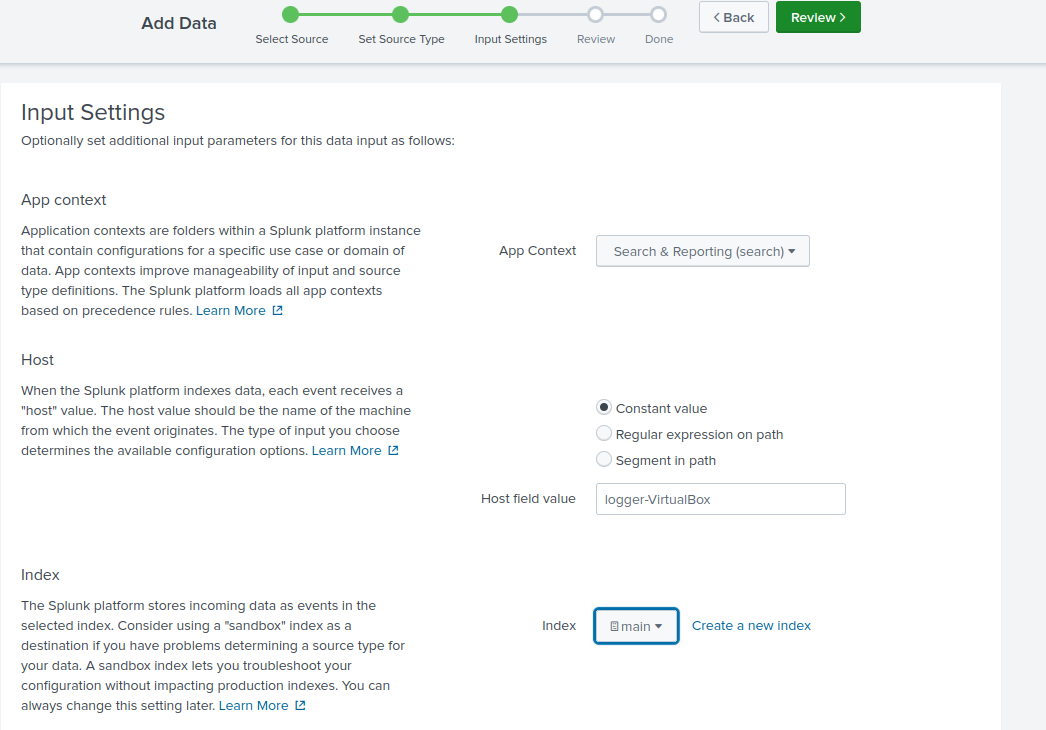 Add Data
Select Source
Set Source Type
Input Settings
Review
Done
< Back
Review >
Input Settings
Optionally set additional input parameters for this data input as follows:
App context
Application contexts are folders within a Splunk platform instance
that contain configurations for a specific use case or domain of
data. App contexts improve manageability of input and source
type definitions. The Splunk platform loads all app contexts
based on precedence rules. Learn More
App Context
Search & Reporting (search)
Host
When the Splunk platform indexes data, each event receives a
"host" value. The host value should be the name of the machine
from which the event originates. The type of input you choose
determines the available configuration options. Learn More
Constant value
Regular expression on path
Segment in path
Host field value
logger-VirtualBox
Index
The Splunk platform stores incoming data as events in the
selected index. Consider using a "sandbox" index as a
destination if you have problems determining a source type for
your data. A sandbox index lets you troubleshoot your
configuration without impacting production indexes. You can
always change this setting later. Learn More
Index
main
Create a new index